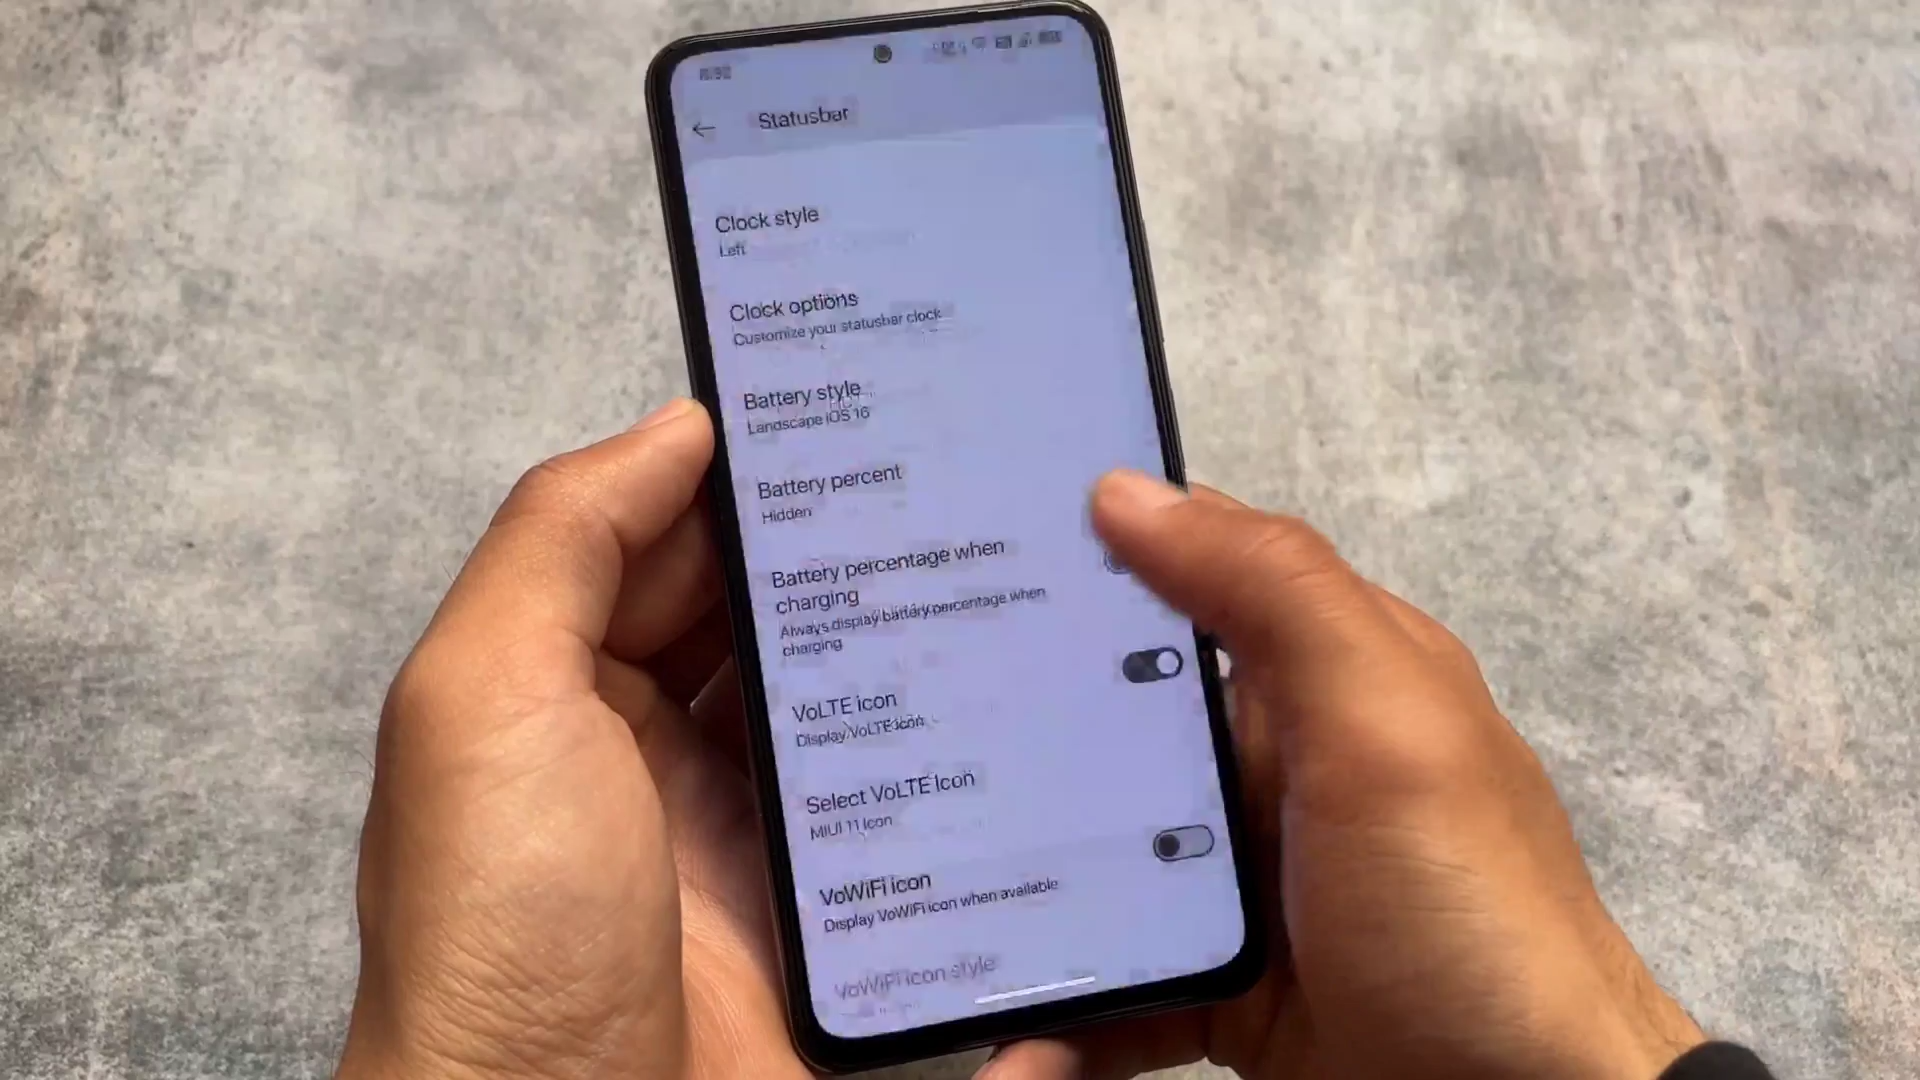 Statusbar
Clock style
Left
Clock options
Customize your statusbar clock
Battery style
Landscape iOS 16
Battery percent
Hidden
Battery percentage when
charging
Always display battery percentage when
charging
VoLTE icon
Display VoLTE icon
Select VoLTE Icon
MIUI 11 Icon
VoWiFi icon
Display VoWiFi icon when available
VoWiFi icon style